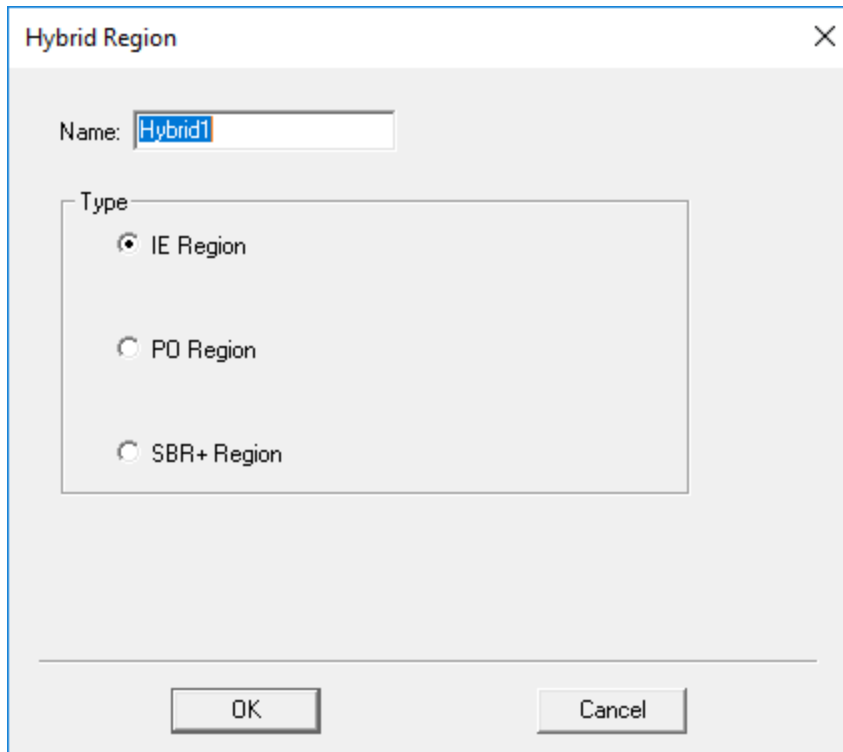 Hybrid Region
Name: Hybrid1
Type
IE Region
PO Region
SBR+ Region
OK Cancel